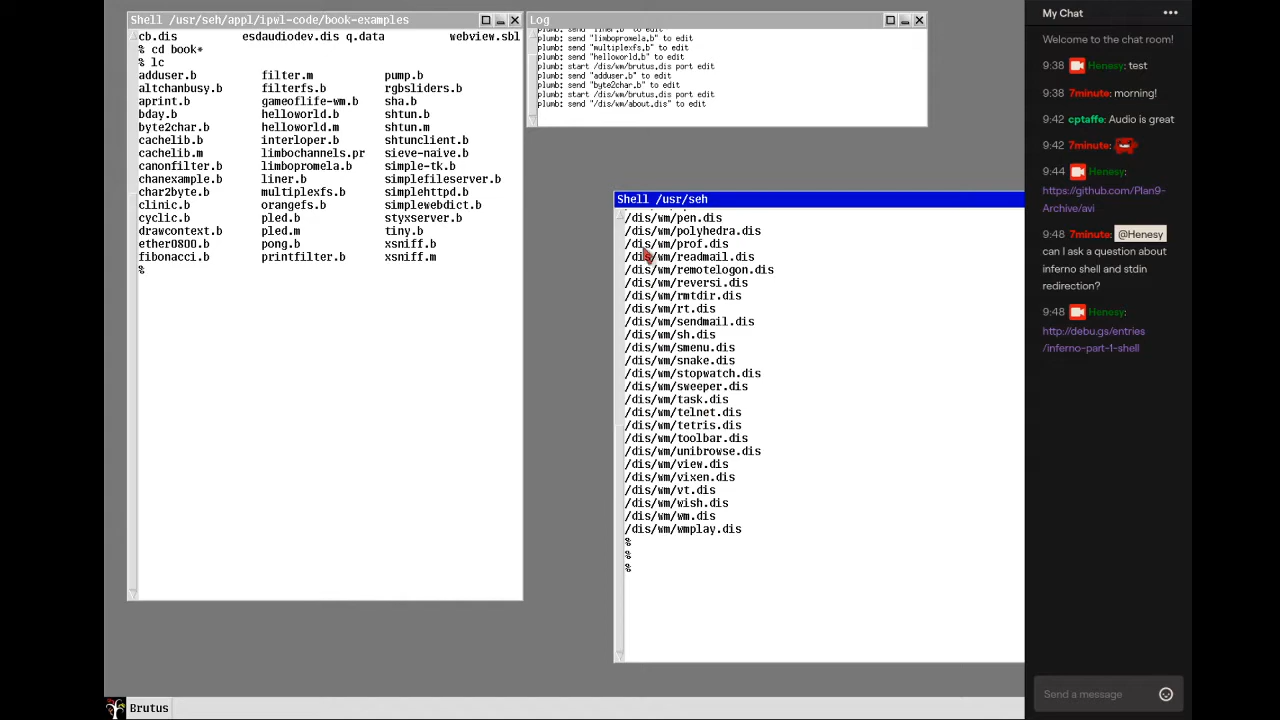 Shell /usr/seh/appl/ipwl-code/book-examples
cb.dis esdaudiodev.dis q.data webview.sbl
% cd book*
% lc
adduser.b filter.m pump.b
altchanbusy.b filterfs.b rgbsliders.b
aprint.b gameoflife-wm.b sha.b
bday.b helloworld.b shtun.b
byte2char.b helloworld.m shtun.m
cachelib.b interloper.b shtunclient.b
cachelib.m limbochannels.pr sieve-naive.b
canonfilter.b limbopromela.b simple-tk.b
chanexample.b liner.b simplefileserver.b
char2byte.b multiplexfs.b simplehttpd.b
clinic.b orangefs.b simplewebdict.b
cyclic.b pled.b styxserver.b
drawcontext.b pled.m tiny.b
ether0800.b pong.b xsniff.b
fibonacci.b printfilter.b xsniff.m
%
Log
plumb: send "liner.b" to edit
plumb: send "limbopromela.b" to edit
plumb: send "multiplexfs.b" to edit
plumb: send "helloworld.b" to edit
plumb: start /dis/wm/brutus.dis port edit
plumb: send "adduser.b" to edit
plumb: send "byte2char.b" to edit
plumb: start /dis/wm/brutus.dis port edit
plumb: send "/dis/wm/about.dis" to edit
Shell /usr/seh
/dis/wm/pen.dis
/dis/wm/polyhedra.dis
/dis/wm/prof.dis
/dis/wm/readmail.dis
/dis/wm/remotelogon.dis
/dis/wm/reversi.dis
/dis/wm/rmtdir.dis
/dis/wm/rt.dis
/dis/wm/sendmail.dis
/dis/wm/sh.dis
/dis/wm/smenu.dis
/dis/wm/snake.dis
/dis/wm/stopwatch.dis
/dis/wm/sweeper.dis
/dis/wm/task.dis
/dis/wm/telnet.dis
/dis/wm/tetris.dis
/dis/wm/toolbar.dis
/dis/wm/unibrowse.dis
/dis/wm/view.dis
/dis/wm/vixen.dis
/dis/wm/vt.dis
/dis/wm/wish.dis
/dis/wm/wm.dis
/dis/wm/wmplay.dis
%
%
%
Brutus
My Chat
Welcome to the chat room!
9:38 Henesy: test
9:38 7minute: morning!
9:42 cptaffe: Audio is great
9:42 7minute:
9:44 Henesy:
https://github.com/Plan9-
Archive/avi
9:48 7minute: @Henesy
can I ask a question about
inferno shell and stdin
redirection?
9:48 Henesy:
http://debu.gs/entries
/inferno-part-1-shell
Send a message